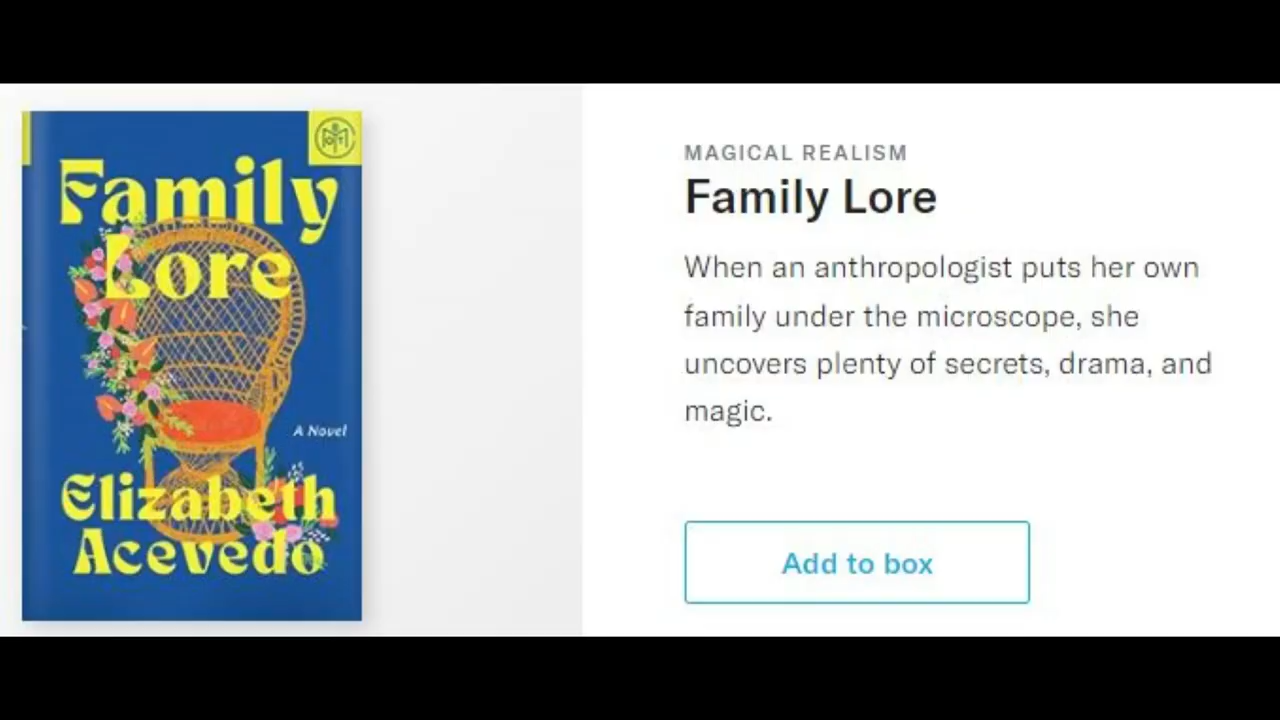 Family
Lore
A Novel
Elizabeth
Acevedo
MAGICAL REALISM
Family Lore
When an anthropologist puts her own
family under the microscope, she
uncovers plenty of secrets, drama, and
magic.
Add to box